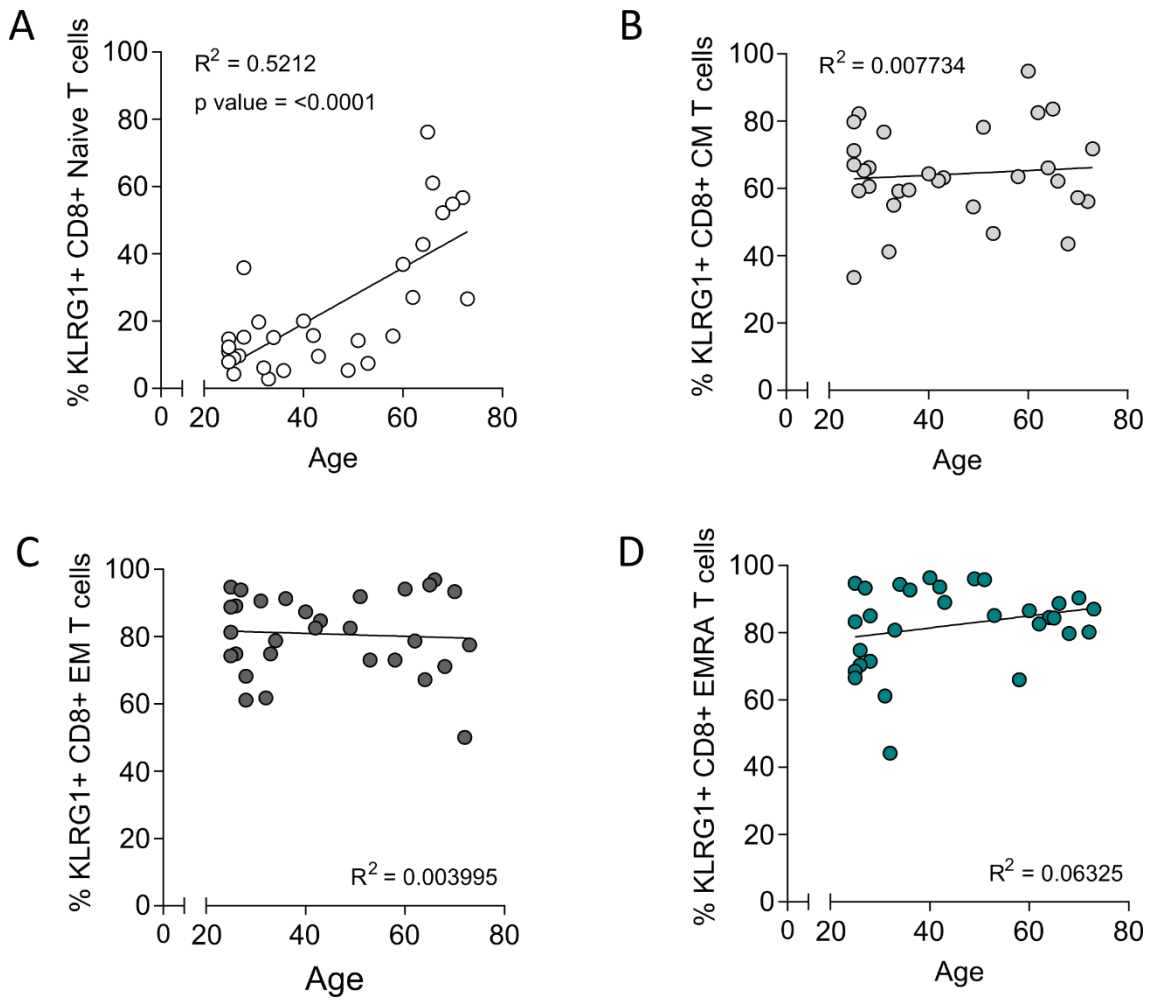 A
% KLRG1+ CD8+ Naive T cells
100
80
60
40
20
0
R² = 0.5212
p value = <0.0001
0 20 40 60 80
Age
B
% KLRG1+ CD8+ CM T cells
100
80
60
40
20
0
R² = 0.007734
0 20 40 60 80
Age
C
% KLRG1+ CD8+ EM T cells
100
80
60
40
20
0
R² = 0.003995
0 20 40 60 80
Age
D
% KLRG1+ CD8+ EMRA T cells
100
80
60
40
20
0
R² = 0.06325
0 20 40 60 80
Age